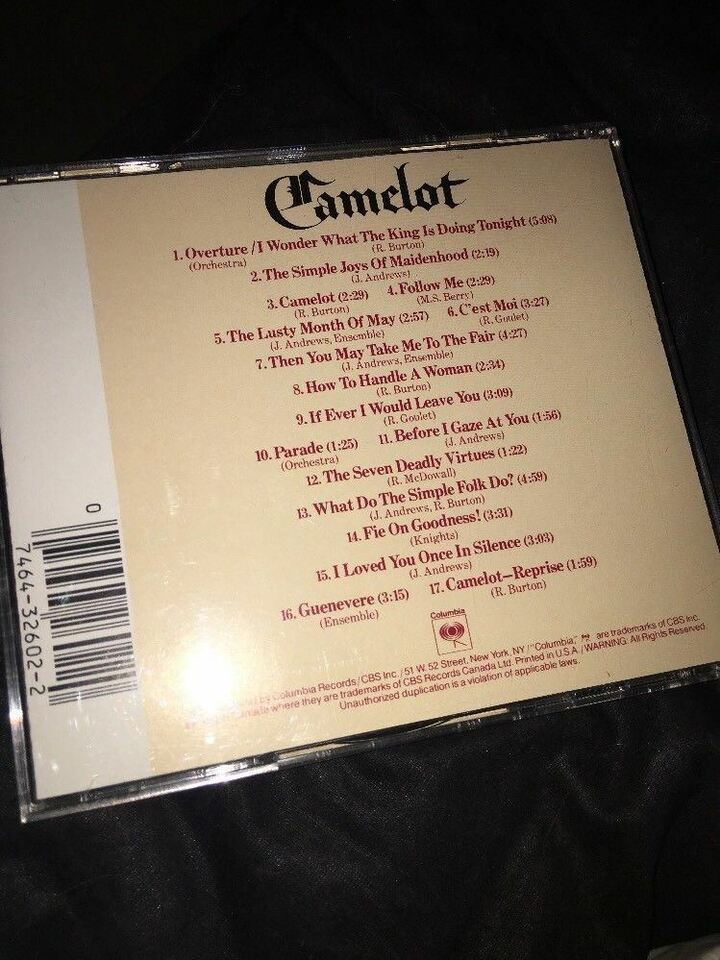 Camelot
1. Overture/I Wonder What The King Is Doing Tonight (5:08)
(Orchestra) (R. Burton)
2. The Simple Joys Of Maidenhood (2:19)
(J. Andrews)
3. Camelot (2:29) 4. Follow Me (2:29)
(R. Burton) (M.S. Berry)
5. The Lusty Month Of May (2:57) 6. C'est Moi (3:27)
(J. Andrews, Ensemble) (R. Goulet)
7. Then You May Take Me To The Fair (4:27)
(J. Andrews, Ensemble)
8. How To Handle A Woman (2:34)
(R. Burton)
9. If Ever I Would Leave You (3:09)
(R. Goulet)
10. Parade (1:25) 11. Before I Gaze At You (1:56)
(Orchestra) (J. Andrews)
12. The Seven Deadly Virtues (1:22)
(R. McDowall)
13. What Do The Simple Folk Do? (4:59)
(J. Andrews, R. Burton)
14. Fie On Goodness! (3:31)
(Knights)
15. I Loved You Once In Silence (3:03)
(J. Andrews)
16. Guenevere (3:15) 17. Camelot—Reprise (1:59)
(Ensemble) (R. Burton)
Columbia
by Columbia Records/CBS Inc./51 W. 52 Street, New York, NY/"Columbia," are trademarks of CBS Inc.
where they are trademarks of CBS Records Canada Ltd. Printed in U.S.A./WARNING: All Rights Reserved
Unauthorized duplication is a violation of applicable laws.
0
7464-32602-2